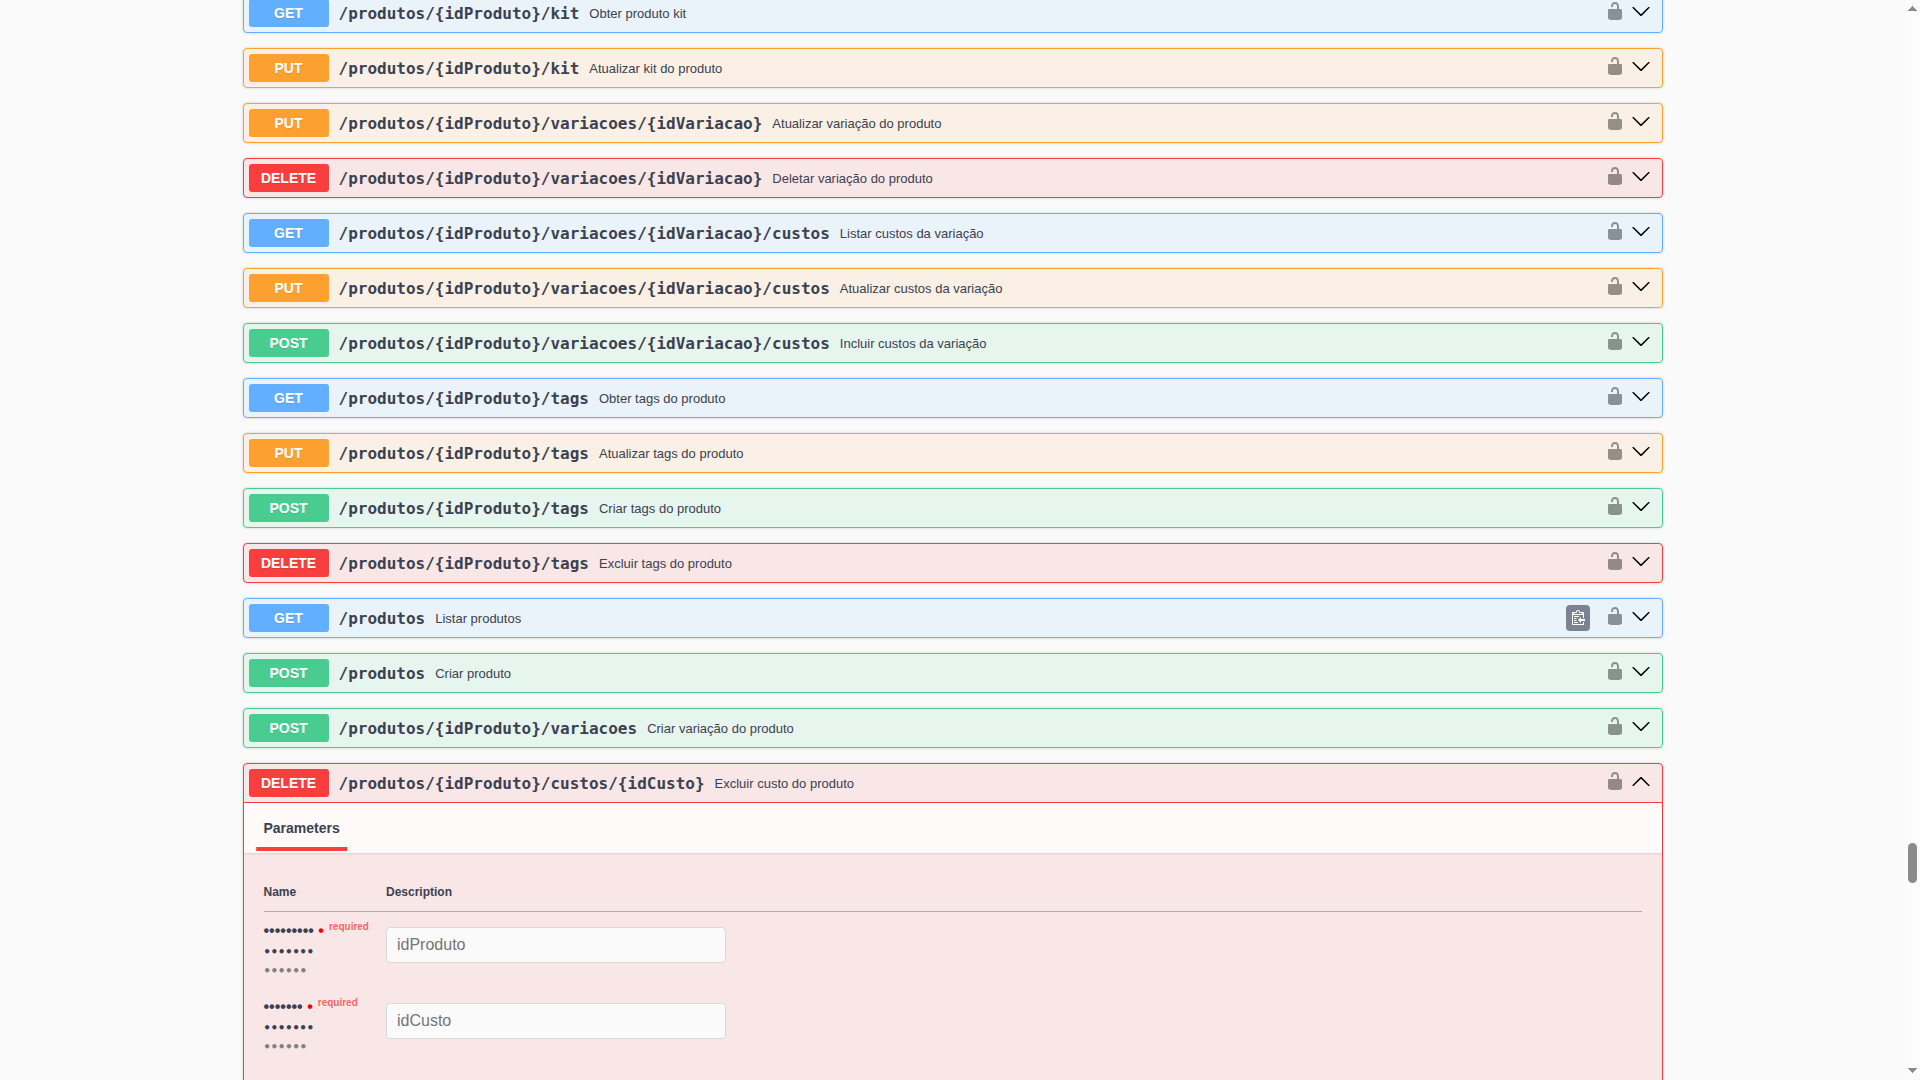 GET /produtos/{idProduto}/kit Obter produto kit
PUT /produtos/{idProduto}/kit Atualizar kit do produto
PUT /produtos/{idProduto}/variacoes/{idVariacao} Atualizar variação do produto
DELETE /produtos/{idProduto}/variacoes/{idVariacao} Deletar variação do produto
GET /produtos/{idProduto}/variacoes/{idVariacao}/custos Listar custos da variação
PUT /produtos/{idProduto}/variacoes/{idVariacao}/custos Atualizar custos da variação
POST /produtos/{idProduto}/variacoes/{idVariacao}/custos Incluir custos da variação
GET /produtos/{idProduto}/tags Obter tags do produto
PUT /produtos/{idProduto}/tags Atualizar tags do produto
POST /produtos/{idProduto}/tags Criar tags do produto
DELETE /produtos/{idProduto}/tags Excluir tags do produto
GET /produtos Listar produtos
POST /produtos Criar produto
POST /produtos/{idProduto}/variacoes Criar variação do produto
DELETE /produtos/{idProduto}/custos/{idCusto} Excluir custo do produto
Parameters
Name Description
••••••••• • required
idProduto
•••••••
••••••
••••••• • required
idCusto
•••••••
••••••